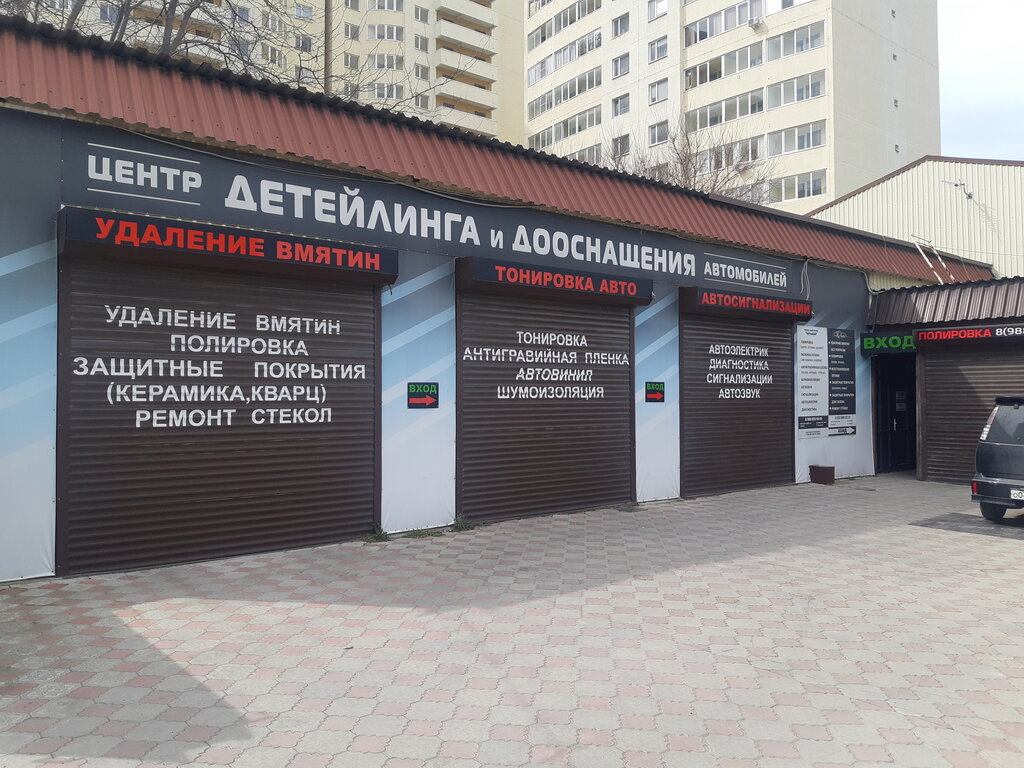 ЦЕНТР ДЕТЕЙЛИНГА и ДООСНАЩЕНИЯ АВТОМОБИЛЕЙ
УДАЛЕНИЕ ВМЯТИН
УДАЛЕНИЕ ВМЯТИН
ПОЛИРОВКА
ЗАЩИТНЫЕ ПОКРЫТИЯ
(КЕРАМИКА,КВАРЦ)
РЕМОНТ СТЕКОЛ
ВХОД
ТОНИРОВКА АВТО
ТОНИРОВКА
АНТИГРАВИЙНАЯ ПЛЕНКА
АВТОВИНИЛ
ШУМОИЗОЛЯЦИЯ
ВХОД
АВТОСИГНАЛИЗАЦИИ
АВТОЭЛЕКТРИК
ДИАГНОСТИКА
СИГНАЛИЗАЦИИ
АВТОЗВУК
ВХОД
ПОЛИРОВКА 8(98